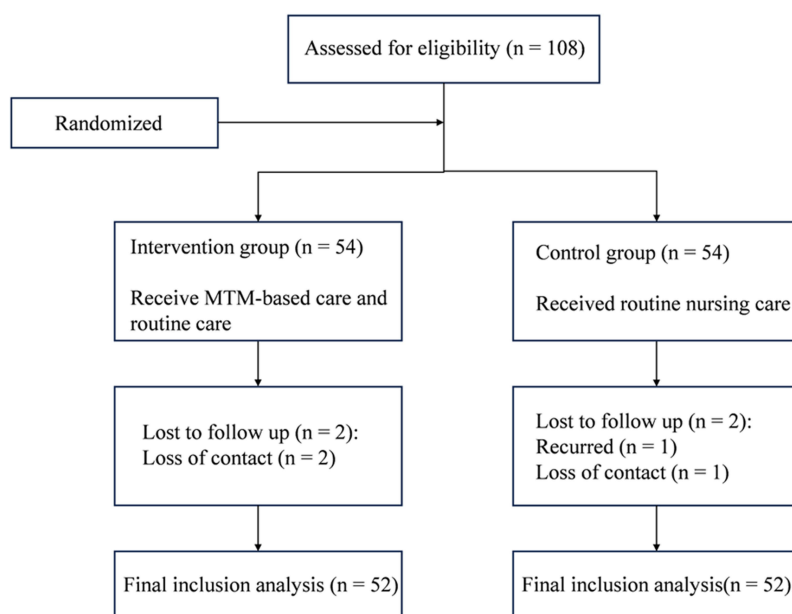 Assessed for eligibility (n = 108)
Randomized
Intervention group (n = 54)
Receive MTM-based care and
routine care
Control group (n = 54)
Received routine nursing care
Lost to follow up (n = 2):
Loss of contact (n = 2)
Lost to follow up (n = 2):
Recurred (n = 1)
Loss of contact (n = 1)
Final inclusion analysis (n = 52)
Final inclusion analysis(n = 52)